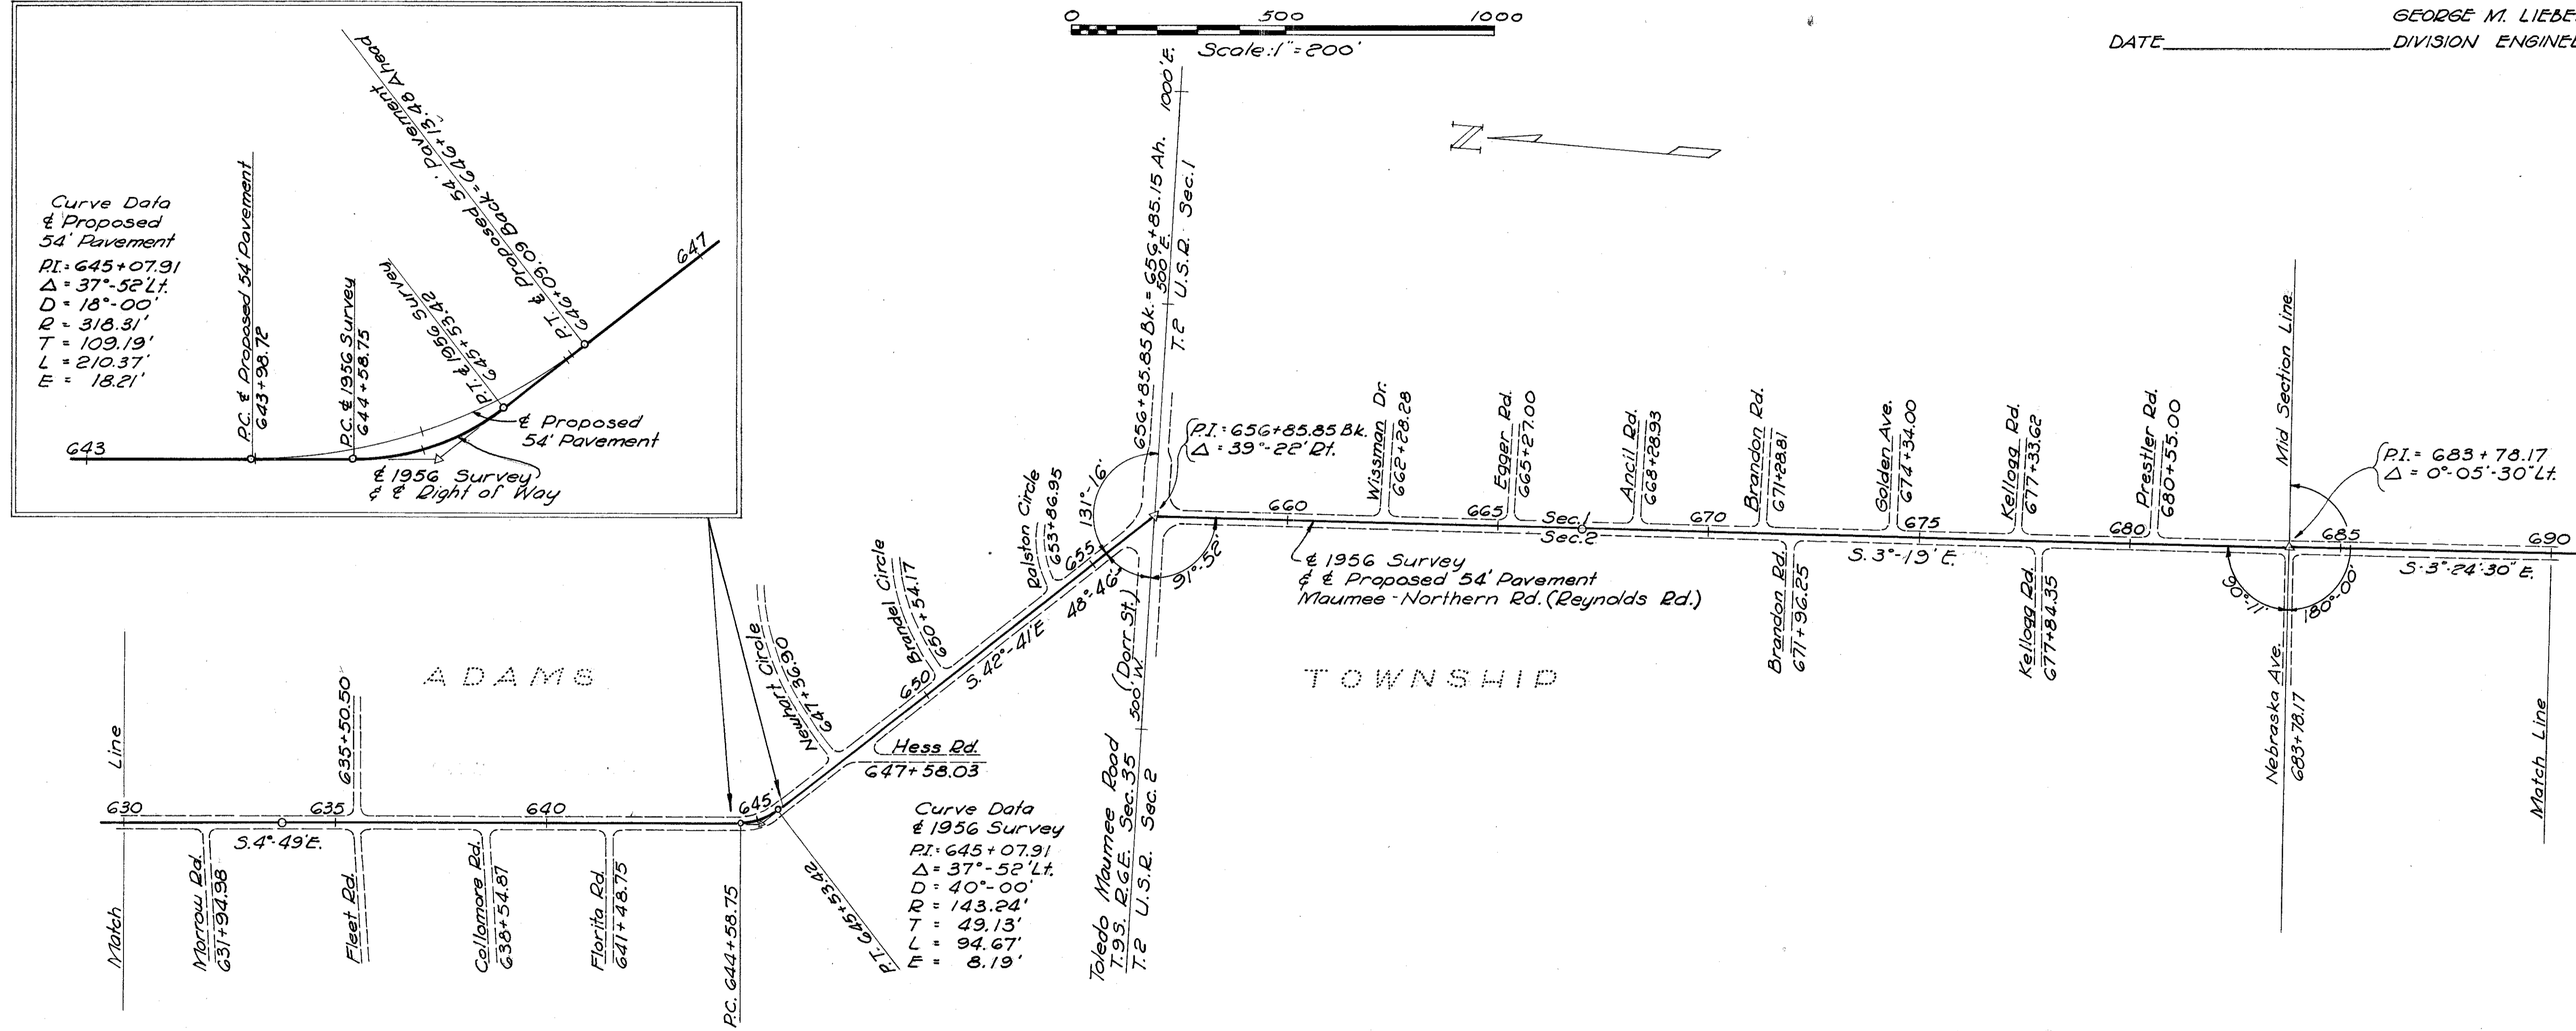 0 500 1000
Scale: 1" = 200'
GEORGE M. LIEBE
DATE DIVISION ENGINE
Curve Data
℄ Proposed
54' Pavement
P.I. = 645+07.91
Δ = 37°-52' Lt.
D = 18°-00'
R = 318.31'
T = 109.19'
L = 210.37'
E = 18.21'
643
P.C. ℄ Proposed 54' Pavement
643+98.72
P.C. ℄ 1956 Survey
644+58.75
P.T. ℄ 1956 Survey
645+53.42
P.T. ℄ Proposed 54' Pavement
646+09.09 Back = 646+13.48 Ahead
647
℄ Proposed
54' Pavement
℄ 1956 Survey
& ℄ Right of Way
N
ADAMS
TOWNSHIP
Match Line
630
Morrow Rd.
631+94.98
S.4°-49'E.
635
635+50.50
Fleet Rd.
Collomore Rd.
638+54.87
640
Florita Rd.
641+48.75
P.C. 644+58.75
645
P.T. 645+53.42
Newhart Circle
647+36.90
Hess Rd.
647+58.03
Curve Data
℄ 1956 Survey
P.I. = 645+07.91
Δ = 37°-52' Lt.
D = 40°-00'
R = 143.24'
T = 49.13'
L = 94.67'
E = 8.19'
650
Brandel Circle
650+54.17
S.42°-41'E
Ralston Circle
653+86.95
655
131°-16'
48°-46'
91°-52'
656+85.85 Bk. = 656+85.15 Ah.
500' E.
1000' E.
T.2 U.S.R. Sec.1
P.I. = 656+85.85 Bk.
Δ = 39°-22' Rt.
(Dorr St.)
500' W.
Toledo Maumee Road
T.9S. R.6E. Sec.35
T.2 U.S.R. Sec.2
660
℄ 1956 Survey
& ℄ Proposed 54' Pavement
Maumee-Northern Rd. (Reynolds Rd.)
Wissman Dr.
662+28.28
665
Egger Rd.
665+27.00
Sec.1
Sec.2
Ancil Rd.
668+28.93
670
Brandon Rd.
671+28.81
Brandon Rd.
671+96.25
Golden Ave.
674+34.00
675
S.3°-19'E.
Kellogg Rd.
677+33.62
Kellogg Rd.
677+84.35
680
Prestler Rd.
680+55.00
Mid Section Line
P.I. = 683+78.17
Δ = 0°-05'-30" Lt.
685
90°-11'
180°-00'
Nebraska Ave.
683+78.17
S.3°-24'-30"E.
690
Match Line